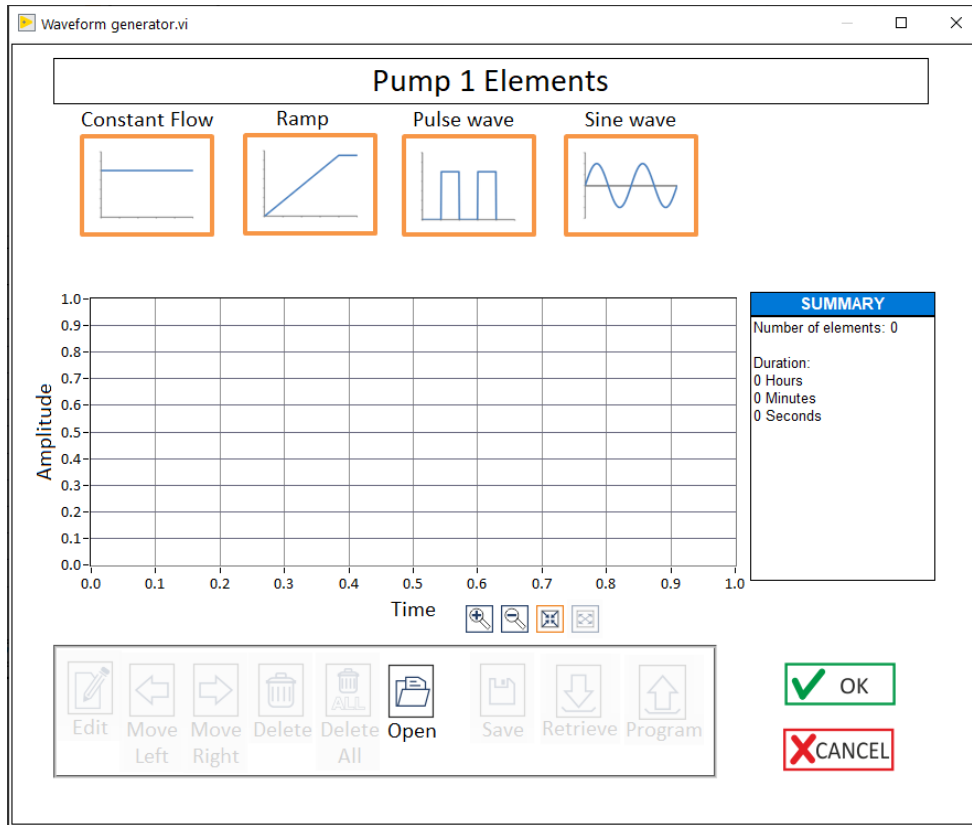 Waveform generator.vi
Pump 1 Elements
Constant Flow Ramp Pulse wave Sine wave
1.0
0.9
0.8
0.7
0.6
0.5
0.4
0.3
0.2
0.1
0.0
Amplitude
0.0 0.1 0.2 0.3 0.4 0.5 0.6 0.7 0.8 0.9 1.0
Time
SUMMARY
Number of elements: 0
Duration:
0 Hours
0 Minutes
0 Seconds
ALL
Edit Move Move Delete Delete Open Save Retrieve Program
Left Right All
OK
CANCEL